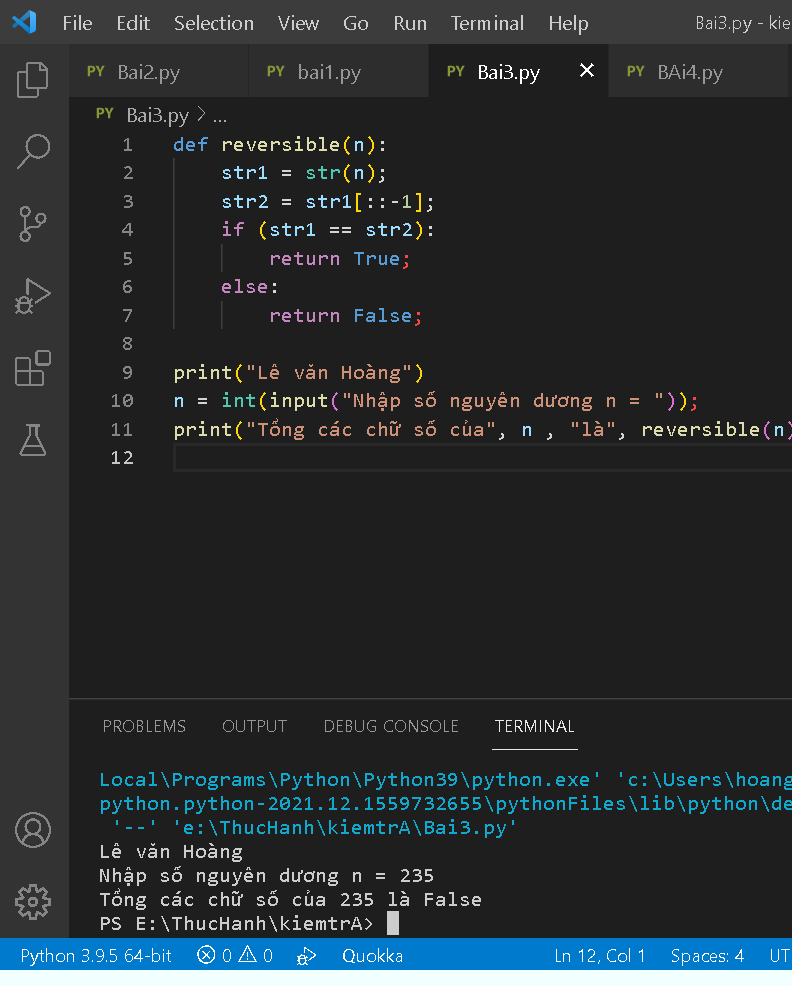 File Edit Selection View Go Run Terminal Help Bai3.py - kie
PY Bai2.py PY bai1.py PY Bai3.py × PY BAi4.py
PY Bai3.py > ...
1 def reversible(n):
2 str1 = str(n);
3 str2 = str1[::-1];
4 if (str1 == str2):
5 return True;
6 else:
7 return False;
8
9 print("Lê văn Hoàng")
10 n = int(input("Nhập số nguyên dương n = "));
11 print("Tổng các chữ số của", n , "là", reversible(n)
12
PROBLEMS OUTPUT DEBUG CONSOLE TERMINAL
Local\Programs\Python\Python39\python.exe' 'c:\Users\hoang
python.python-2021.12.1559732655\pythonFiles\lib\python\de
'--' 'e:\ThucHanh\kiemtrA\Bai3.py'
Lê văn Hoàng
Nhập số nguyên dương n = 235
Tổng các chữ số của 235 là False
PS E:\ThucHanh\kiemtrA>
Python 3.9.5 64-bit 0 0 Quokka Ln 12, Col 1 Spaces: 4 UT